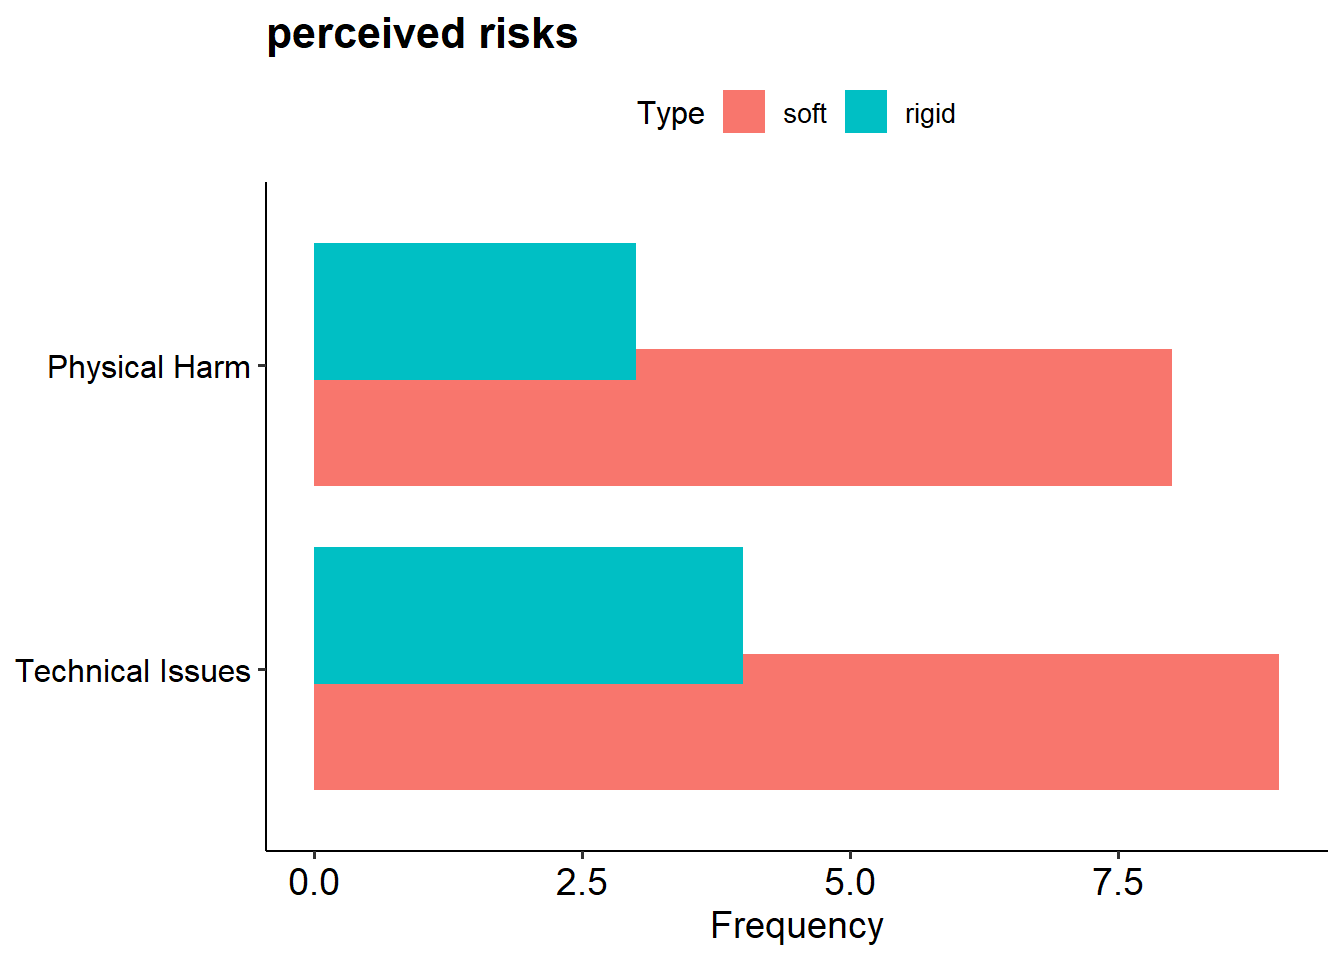 perceived risks
Type soft rigid
Physical Harm
Technical Issues
0.0 2.5 5.0 7.5
Frequency